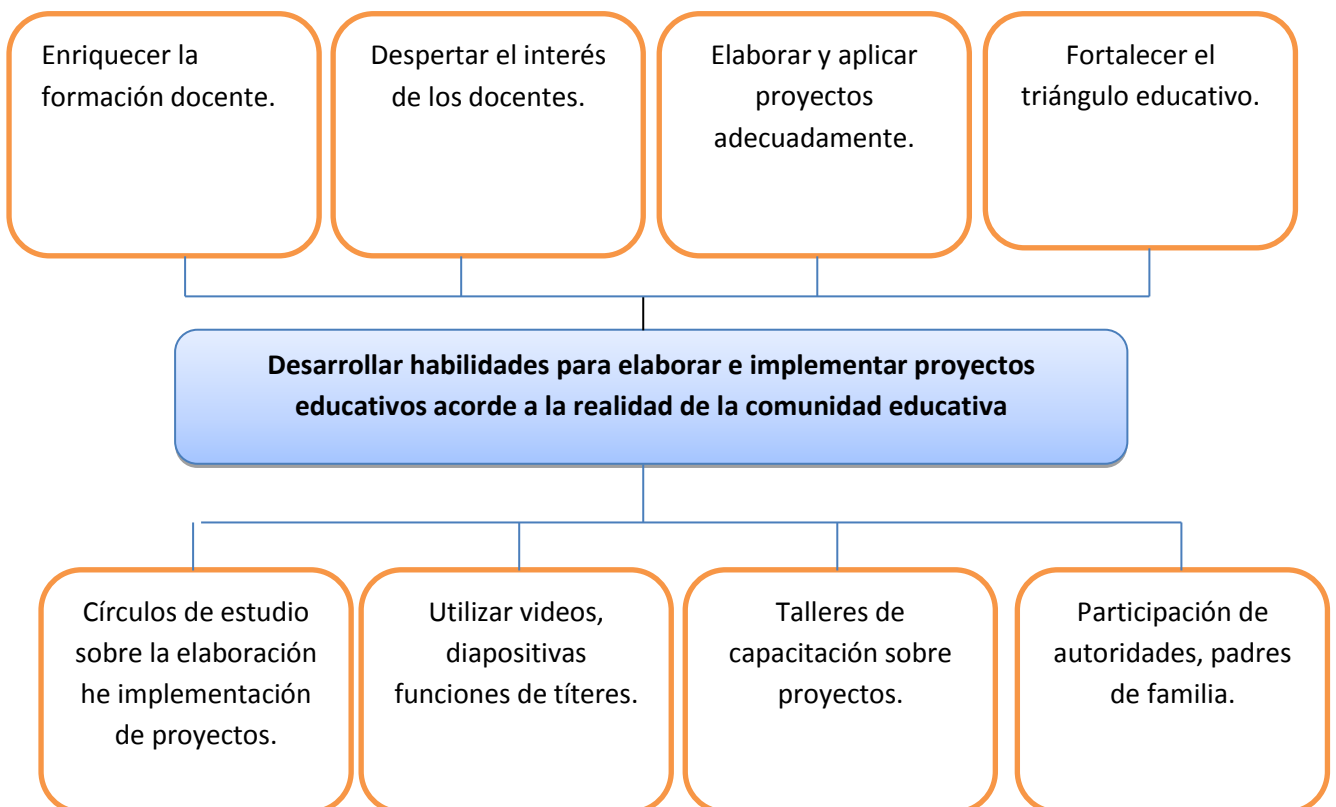 Enriquecer la
formación docente.
Despertar el interés
de los docentes.
Elaborar y aplicar
proyectos
adecuadamente.
Fortalecer el
triángulo educativo.
Desarrollar habilidades para elaborar e implementar proyectos
educativos acorde a la realidad de la comunidad educativa
Círculos de estudio
sobre la elaboración
he implementación
de proyectos.
Utilizar videos,
diapositivas
funciones de títeres.
Talleres de
capacitación sobre
proyectos.
Participación de
autoridades, padres
de familia.